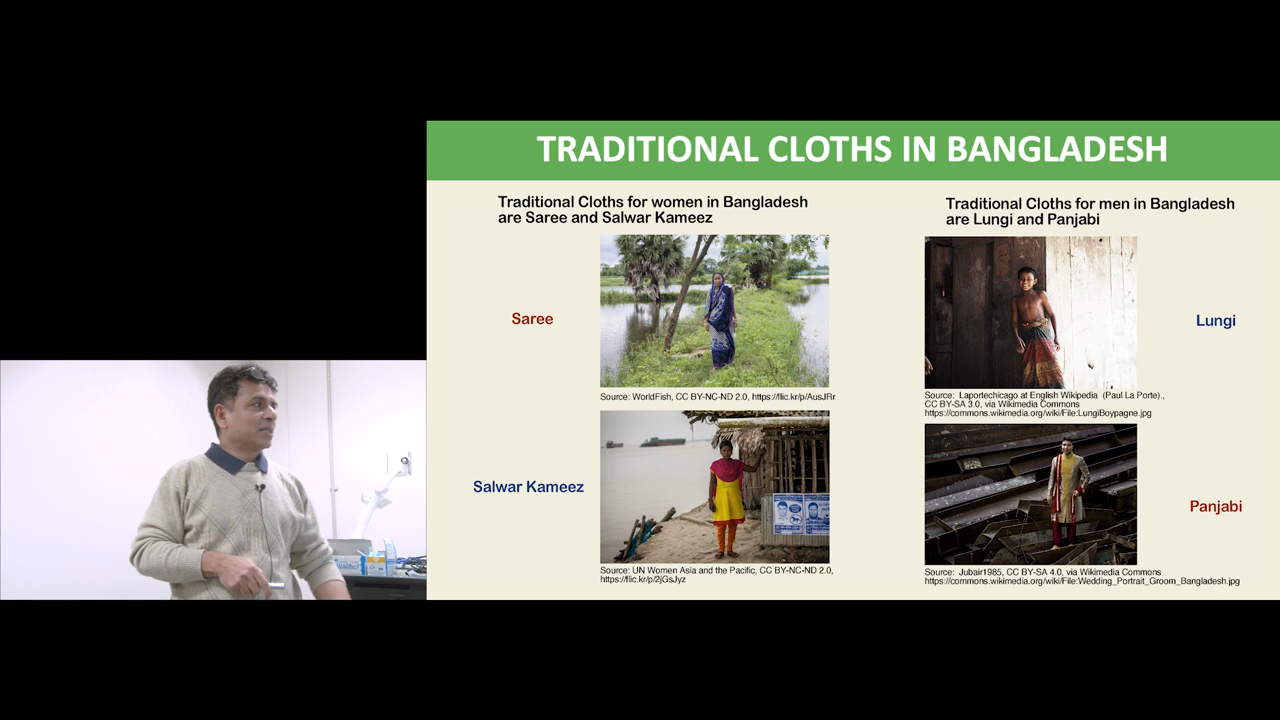 TRADITIONAL CLOTHS IN BANGLADESH
Traditional Cloths for women in Bangladesh
are Saree and Salwar Kameez
Saree
Source: WorldFish, CC BY-NC-ND 2.0, https://flic.kr/p/AusJRr
Salwar Kameez
Source: UN Women Asia and the Pacific, CC BY-NC-ND 2.0,
https://flic.kr/p/2jGsJyz
Traditional Cloths for men in Bangladesh
are Lungi and Panjabi
Lungi
Source: Laportechicago at English Wikipedia (Paul La Porte).,
CC BY-SA 3.0, via Wikimedia Commons
https://commons.wikimedia.org/wiki/File:LungiBoypagne.jpg
Panjabi
Source: Jubair1985, CC BY-SA 4.0, via Wikimedia Commons
https://commons.wikimedia.org/wiki/File:Wedding_Portrait_Groom_Bangladesh.jpg